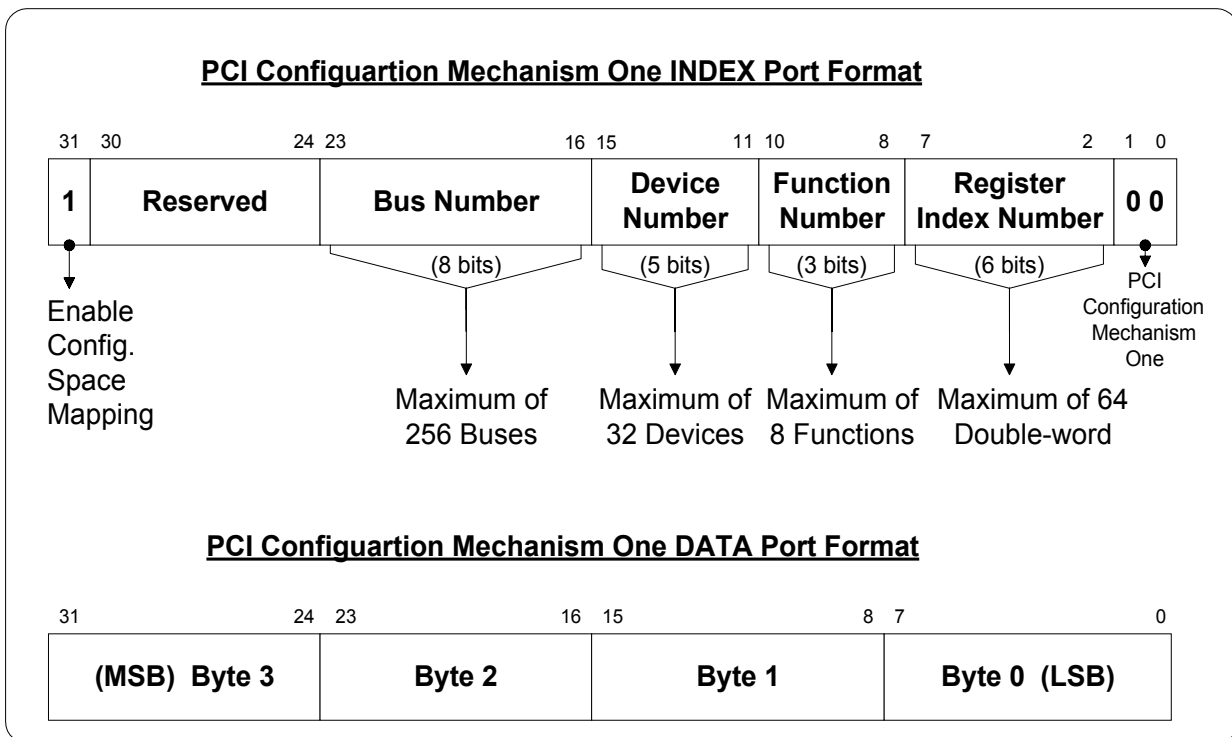 PCI Configuartion Mechanism One INDEX Port Format
31 30 24 23 16 15 11 10 8 7 2 1 0
1 Reserved Bus Number Device Number Function Number Register Index Number 0 0
(8 bits) (5 bits) (3 bits) (6 bits)
Enable
Config.
Space
Mapping
Maximum of
256 Buses
Maximum of
32 Devices
Maximum of
8 Functions
Maximum of 64
Double-word
PCI
Configuration
Mechanism
One
PCI Configuartion Mechanism One DATA Port Format
31 24 23 16 15 8 7 0
(MSB) Byte 3 Byte 2 Byte 1 Byte 0 (LSB)